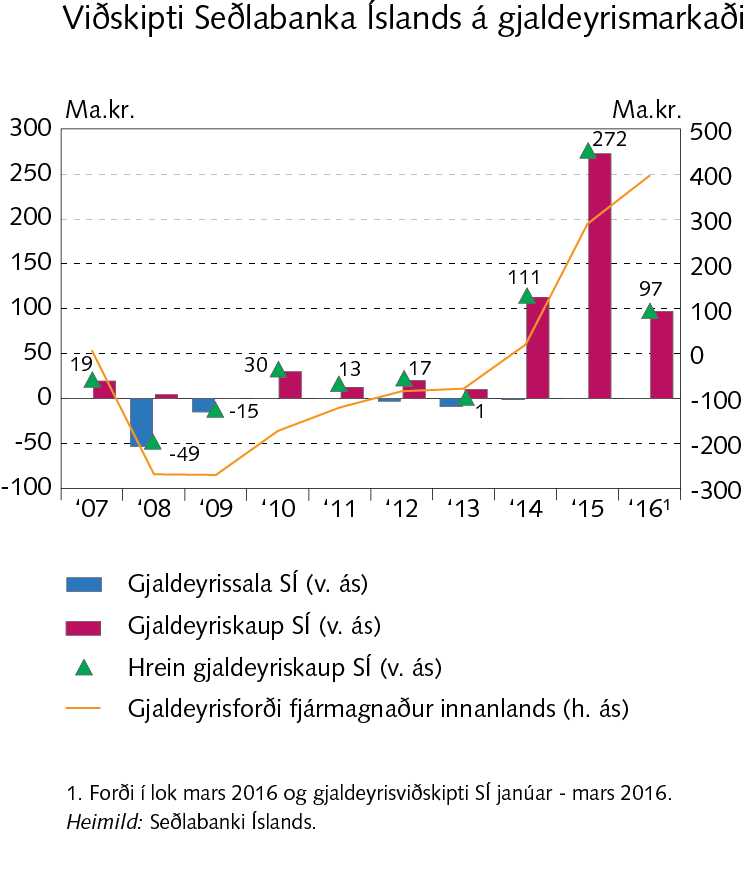 Viðskipti Seðlabanka Íslands á gjaldeyrismarkaði
Ma.kr. Ma.kr.
300 500
250 400
200 300
150 200
100 100
50 0
0 -100
-50 -200
-100 -300
19 -49 -15 30 13 17 1 111 272 97
‘07 ‘08 ‘09 ‘10 ‘11 ‘12 ‘13 ‘14 ‘15 ‘16¹
Gjaldeyrissala SÍ (v. ás)
Gjaldeyriskaup SÍ (v. ás)
Hrein gjaldeyriskaup SÍ (v. ás)
Gjaldeyrisforði fjármagnaður innanlands (h. ás)
1. Forði í lok mars 2016 og gjaldeyrisviðskipti SÍ janúar - mars 2016.
Heimild: Seðlabanki Íslands.